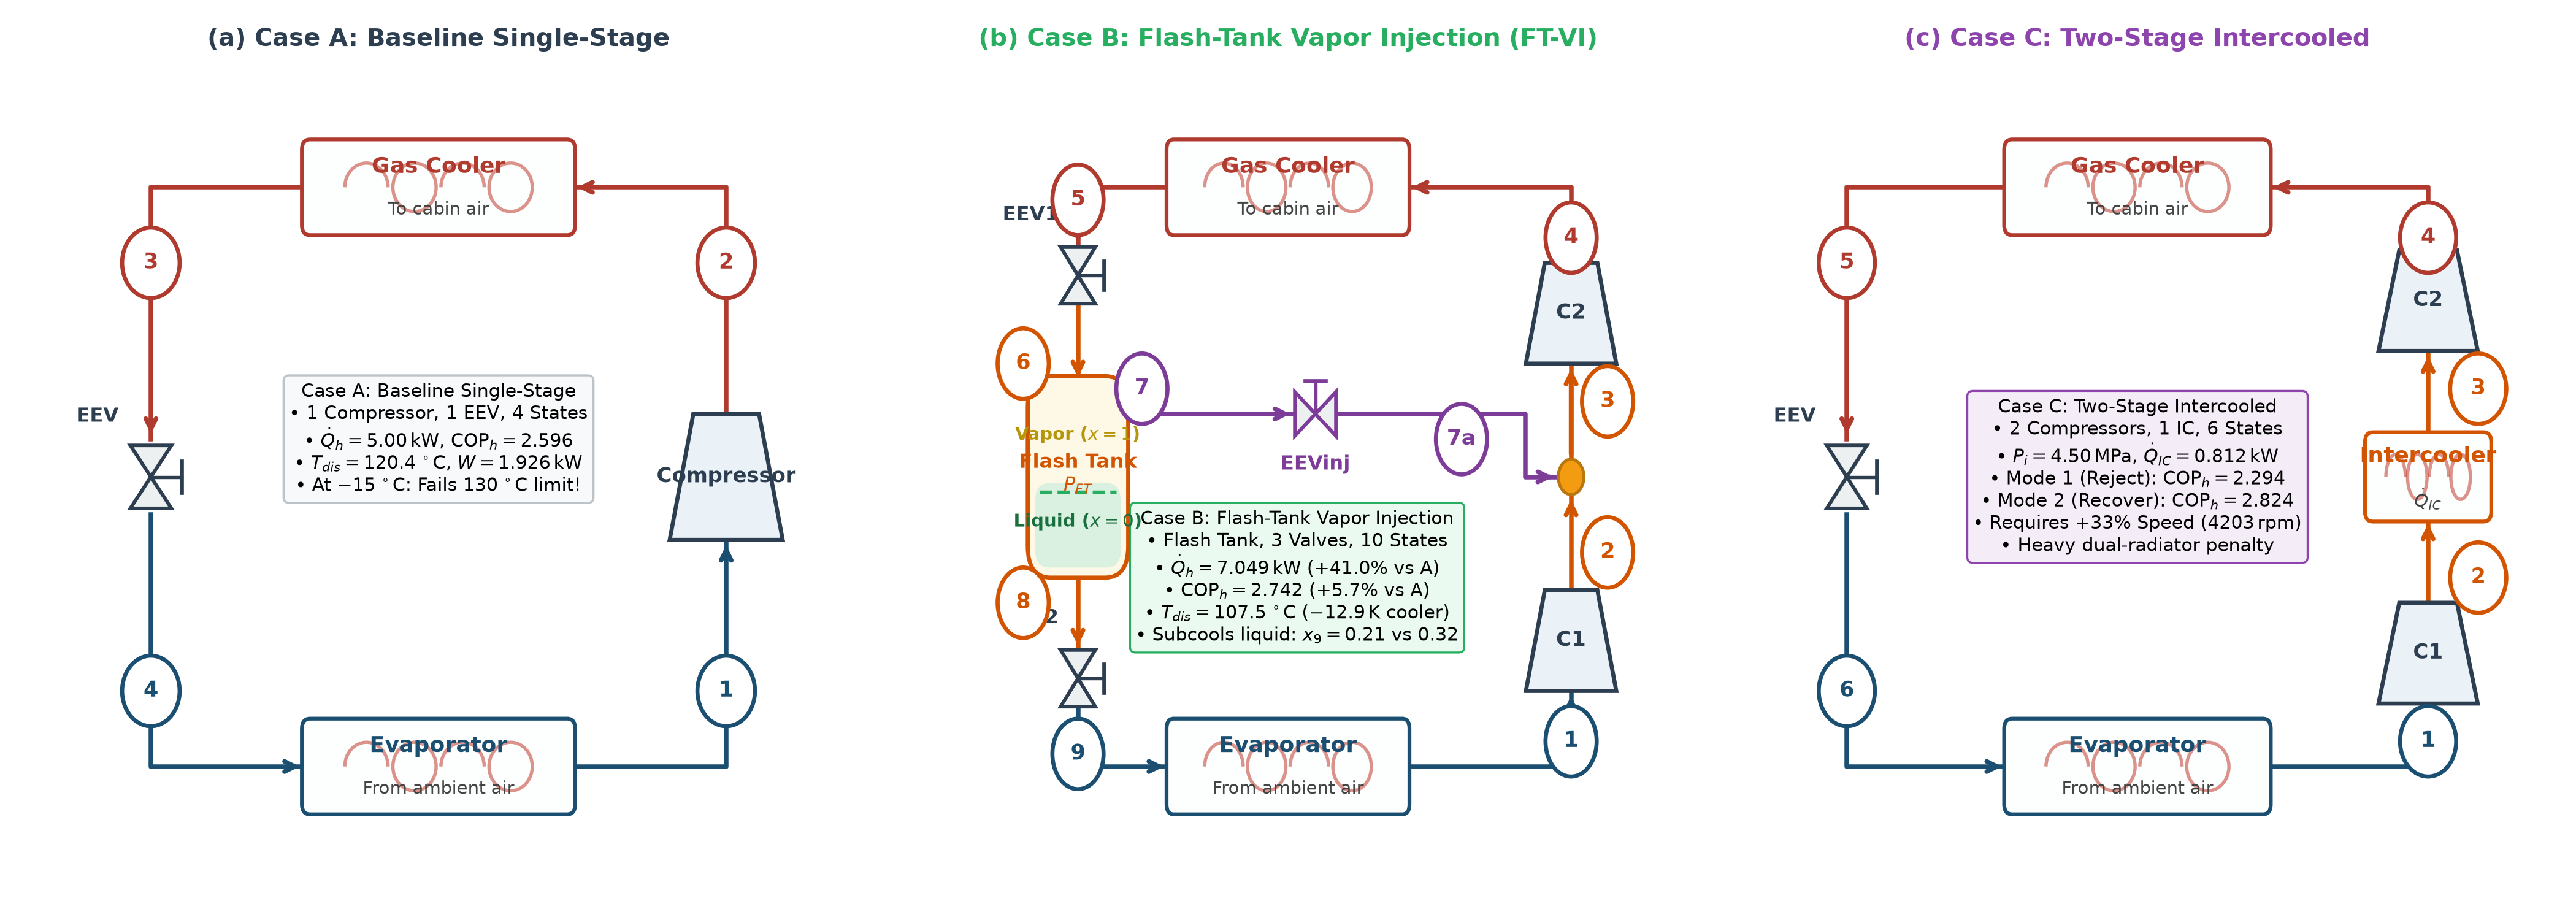 (a) Case A: Baseline Single-Stage
Gas Cooler
To cabin air
3
2
EEV
Case A: Baseline Single-Stage
• 1 Compressor, 1 EEV, 4 States
• Q̇ₕ = 5.00 kW, COPₕ = 2.596
• T_dis = 120.4 °C, W = 1.926 kW
• At −15 °C: Fails 130 °C limit!
Compressor
4
1
Evaporator
From ambient air
(b) Case B: Flash-Tank Vapor Injection (FT-VI)
5
EEV1
Gas Cooler
To cabin air
4
C2
6
7
3
Vapor (x = 1)
Flash Tank
P_FT
Liquid (x = 0)
EEVinj
7a
2
Case B: Flash-Tank Vapor Injection
• Flash Tank, 3 Valves, 10 States
• Q̇ₕ = 7.049 kW (+41.0% vs A)
• COPₕ = 2.742 (+5.7% vs A)
• T_dis = 107.5 °C (−12.9 K cooler)
• Subcools liquid: x₉ = 0.21 vs 0.32
8
2
C1
9
1
Evaporator
From ambient air
(c) Case C: Two-Stage Intercooled
Gas Cooler
To cabin air
5
4
C2
3
EEV
Case C: Two-Stage Intercooled
• 2 Compressors, 1 IC, 6 States
• Pᵢ = 4.50 MPa, Q̇_IC = 0.812 kW
• Mode 1 (Reject): COPₕ = 2.294
• Mode 2 (Recover): COPₕ = 2.824
• Requires +33% Speed (4203 rpm)
• Heavy dual-radiator penalty
Intercooler
Q̇_IC
2
C1
6
1
Evaporator
From ambient air